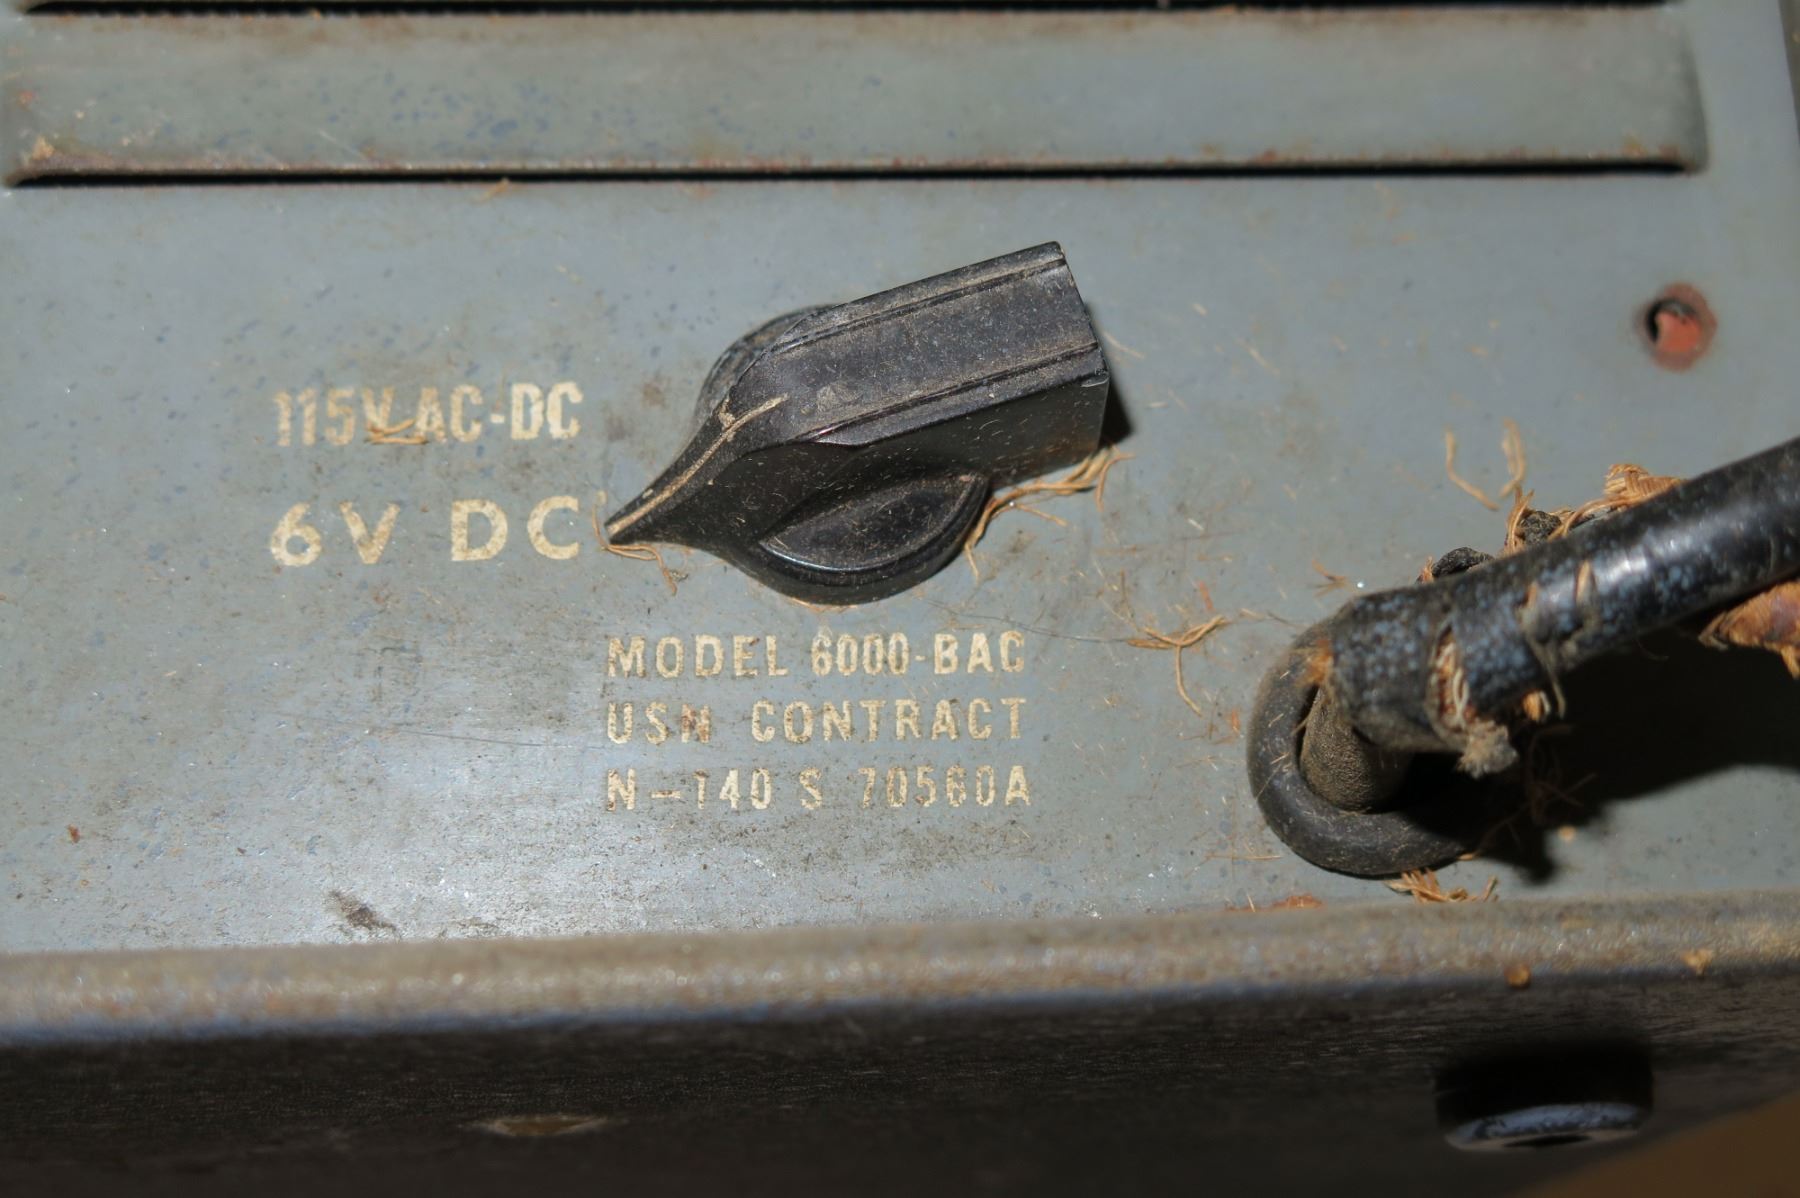 115V AC-DC
6V DC
MODEL 6000-BAC
USN CONTRACT
N-140 S 70560A